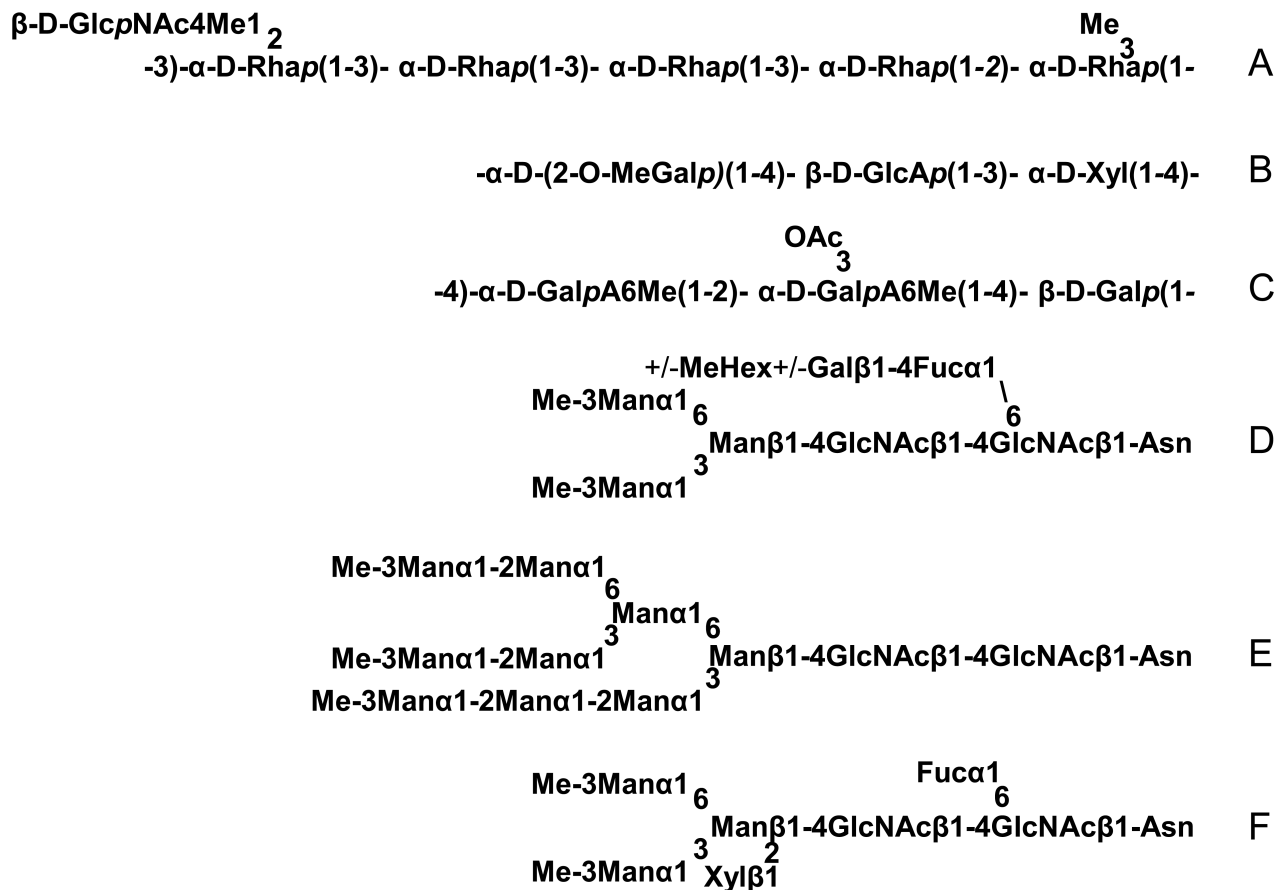 β-D-GlcpNAc4Me1 Me
2 3
-3)-α-D-Rhap(1-3)- α-D-Rhap(1-3)- α-D-Rhap(1-3)- α-D-Rhap(1-2)- α-D-Rhap(1- A
-α-D-(2-O-MeGalp)(1-4)- β-D-GlcAp(1-3)- α-D-Xyl(1-4)- B
OAc
3
-4)-α-D-GalpA6Me(1-2)- α-D-GalpA6Me(1-4)- β-D-Galp(1- C
+/-MeHex+/-Galβ1-4Fucα1
\
Me-3Manα1 6 6
Manβ1-4GlcNAcβ1-4GlcNAcβ1-Asn D
3
Me-3Manα1
Me-3Manα1-2Manα1
6
Manα1 6
3
Me-3Manα1-2Manα1 Manβ1-4GlcNAcβ1-4GlcNAcβ1-Asn E
3
Me-3Manα1-2Manα1-2Manα1
Fucα1
Me-3Manα1 6 6
Manβ1-4GlcNAcβ1-4GlcNAcβ1-Asn F
3 2
Me-3Manα1 Xylβ1